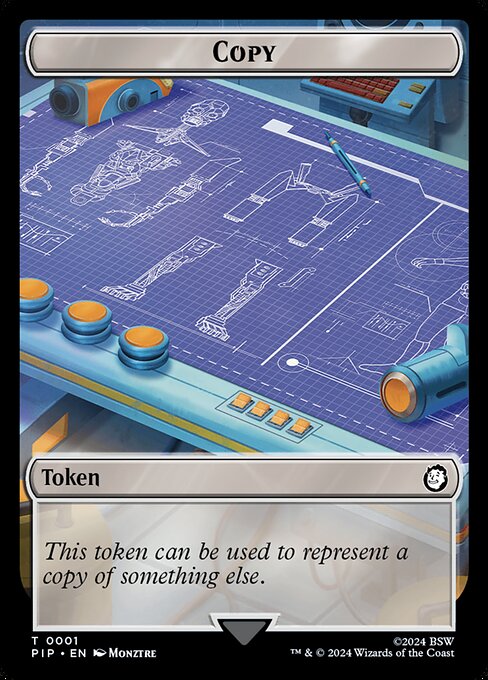 Copy
Token
This token can be used to represent a
copy of something else.
T 0001
PIP • EN Monztre
©2024 BSW
™ & © 2024 Wizards of the Coast